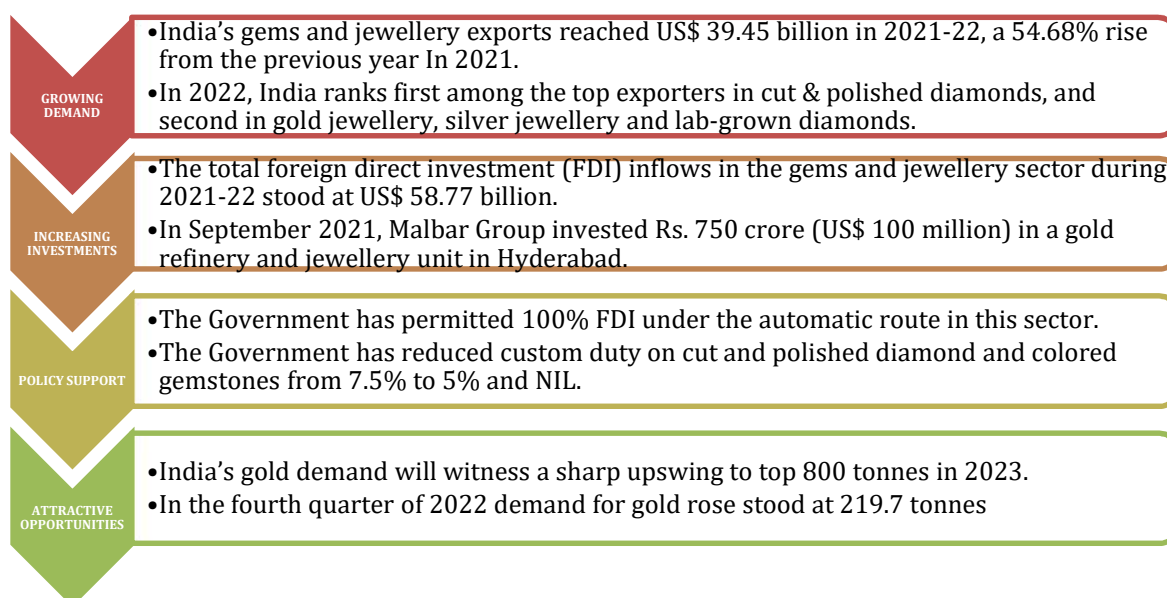 GROWING
DEMAND
•India’s gems and jewellery exports reached US$ 39.45 billion in 2021-22, a 54.68% rise
from the previous year In 2021.
•In 2022, India ranks first among the top exporters in cut & polished diamonds, and
second in gold jewellery, silver jewellery and lab-grown diamonds.
INCREASING
INVESTMENTS
•The total foreign direct investment (FDI) inflows in the gems and jewellery sector during
2021-22 stood at US$ 58.77 billion.
•In September 2021, Malbar Group invested Rs. 750 crore (US$ 100 million) in a gold
refinery and jewellery unit in Hyderabad.
POLICY SUPPORT
•The Government has permitted 100% FDI under the automatic route in this sector.
•The Government has reduced custom duty on cut and polished diamond and colored
gemstones from 7.5% to 5% and NIL.
ATTRACTIVE
OPPORTUNITIES
•India’s gold demand will witness a sharp upswing to top 800 tonnes in 2023.
•In the fourth quarter of 2022 demand for gold rose stood at 219.7 tonnes